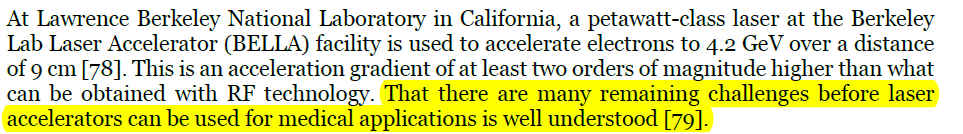 At Lawrence Berkeley National Laboratory in California, a petawatt-class laser at the Berkeley
Lab Laser Accelerator (BELLA) facility is used to accelerate electrons to 4.2 GeV over a distance
of 9 cm [78]. This is an acceleration gradient of at least two orders of magnitude higher than what
can be obtained with RF technology. That there are many remaining challenges before laser
accelerators can be used for medical applications is well understood [79].